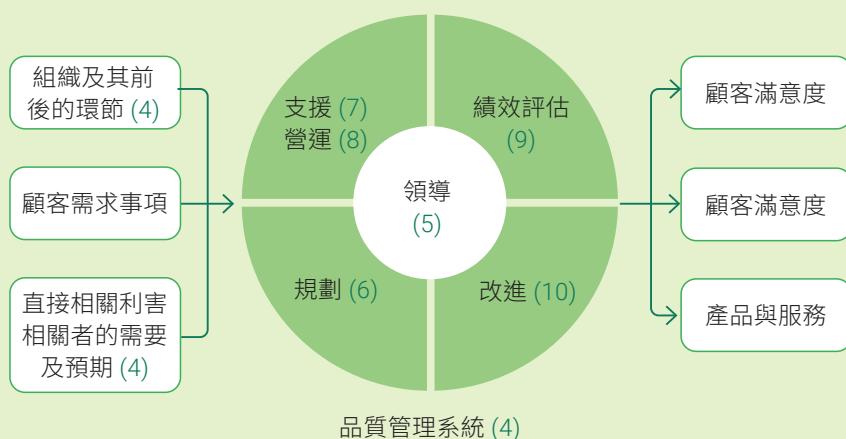 組織及其前
後的環節 (4)
顧客需求事項
直接相關利害
相關者的需要
及預期 (4)
支援 (7)
營運 (8)
績效評估
(9)
領導
(5)
規劃 (6)
改進 (10)
顧客滿意度
顧客滿意度
產品與服務
品質管理系統 (4)